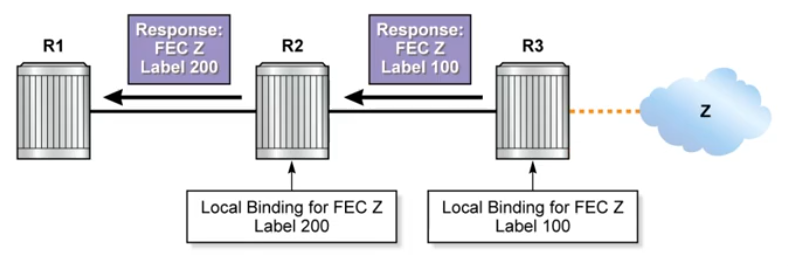 Response:
FEC Z
Label 200
Response:
FEC Z
Label 100
R1
R2
R3
Z
Local Binding for FEC Z
Label 200
Local Binding for FEC Z
Label 100